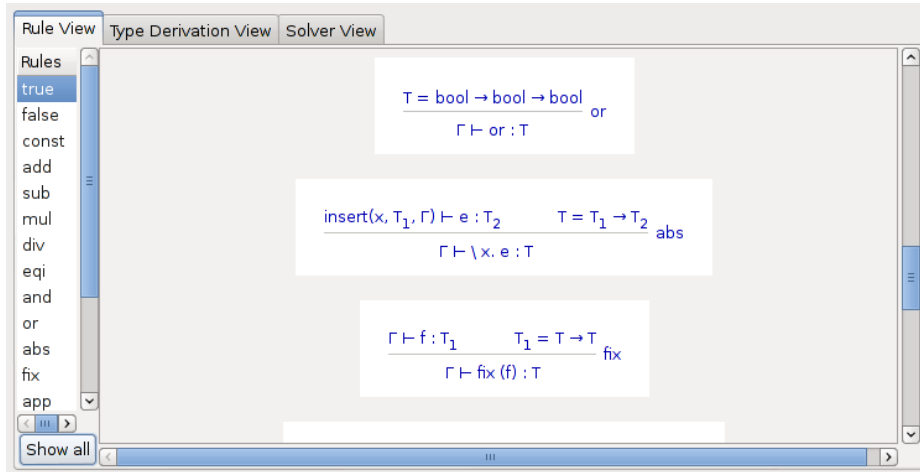 Rule View Type Derivation View Solver View
Rules
true
false
const
add
sub
mul
div
eqi
and
or
abs
fix
app
Show all
T = bool → bool → bool
or
Γ ⊢ or : T
insert(x, T₁, Γ) ⊢ e : T₂ T = T₁ → T₂
abs
Γ ⊢ \ x. e : T
Γ ⊢ f : T₁ T₁ = T → T
fix
Γ ⊢ fix (f) : T